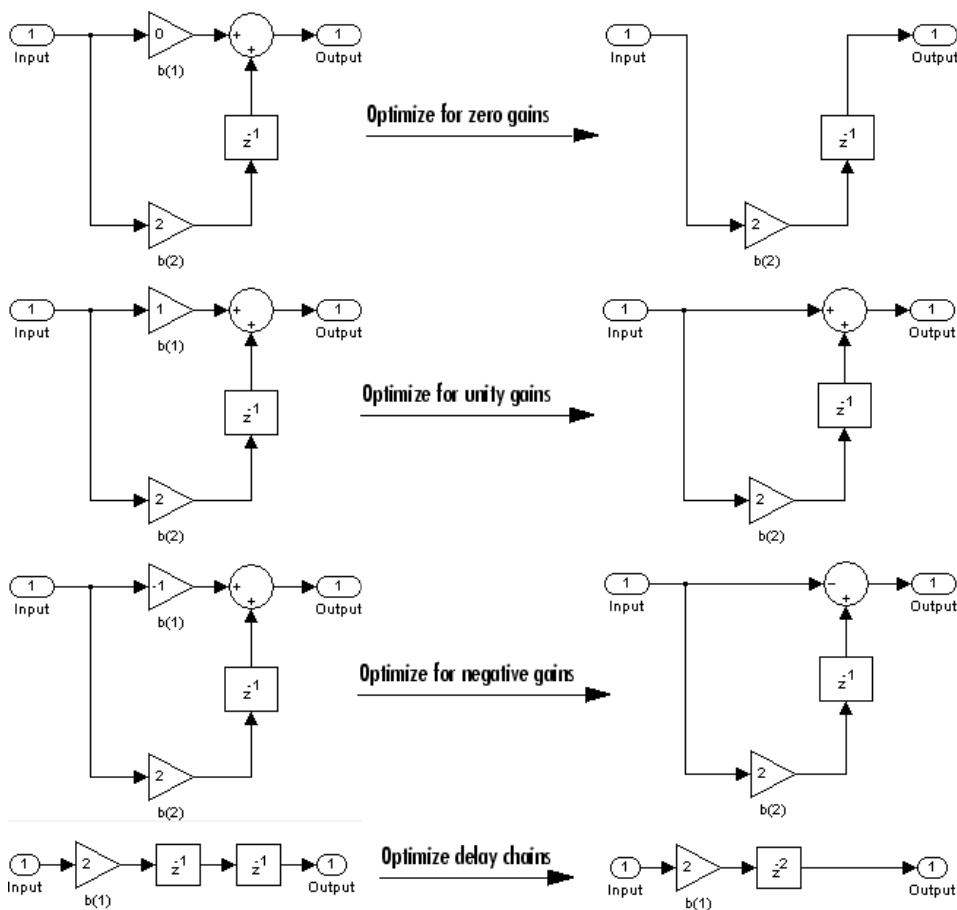 1 0 + 1 1 1
Input b(1) + Output Input Output
z⁻¹ Optimize for zero gains z⁻¹
2 2
b(2) b(2)
1 1 + 1 1 + 1
Input b(1) + Output Input + Output
z⁻¹ Optimize for unity gains z⁻¹
2 2
b(2) b(2)
1 -1 + 1 1 − 1
Input b(1) + Output Input + Output
z⁻¹ Optimize for negative gains z⁻¹
2 2
b(2) b(2)
1 2 z⁻¹ z⁻¹ 1 Optimize delay chains 1 2 z⁻² 1
Input b(1) Output Input b(1) Output